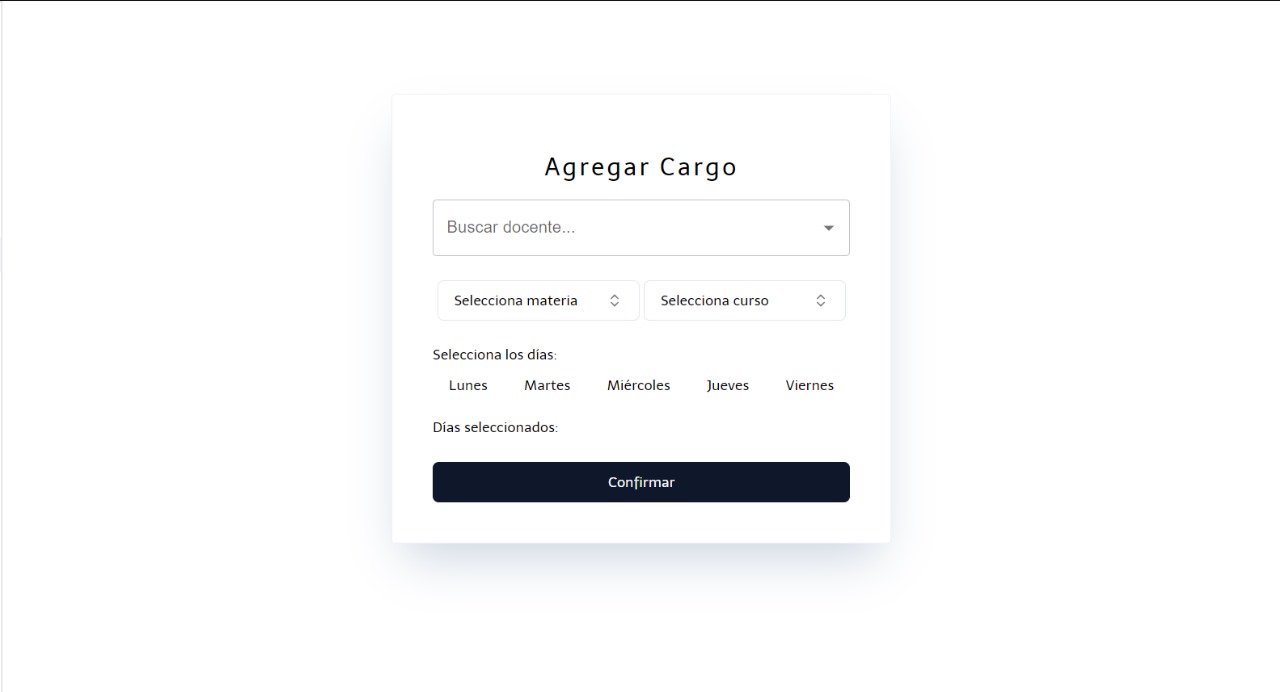 Agregar Cargo
Buscar docente...
Selecciona materia Selecciona curso
Selecciona los días:
Lunes Martes Miércoles Jueves Viernes
Días seleccionados:
Confirmar